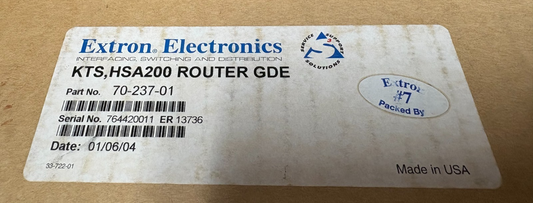 Extron® Electronics
INTERFACING, SWITCHING AND DISTRIBUTION
SERVICE SUPPORT SOLUTIONS
S3
KTS,HSA200 ROUTER GDE
Part No. 70-237-01
Extron
#7
Packed By
Serial No. 764420011 ER 13736
Date: 01/06/04
33-722-01
Made in USA